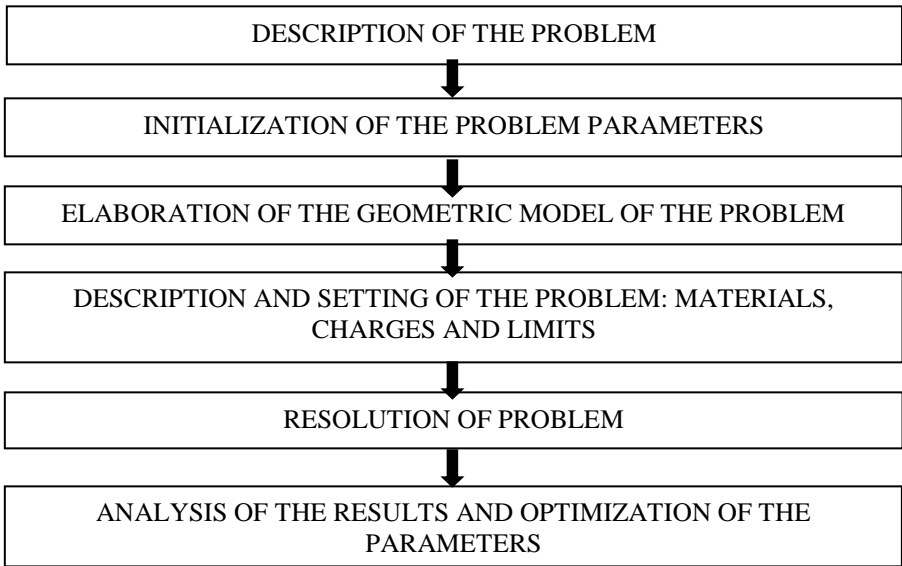 DESCRIPTION OF THE PROBLEM
INITIALIZATION OF THE PROBLEM PARAMETERS
ELABORATION OF THE GEOMETRIC MODEL OF THE PROBLEM
DESCRIPTION AND SETTING OF THE PROBLEM: MATERIALS,
CHARGES AND LIMITS
RESOLUTION OF PROBLEM
ANALYSIS OF THE RESULTS AND OPTIMIZATION OF THE
PARAMETERS